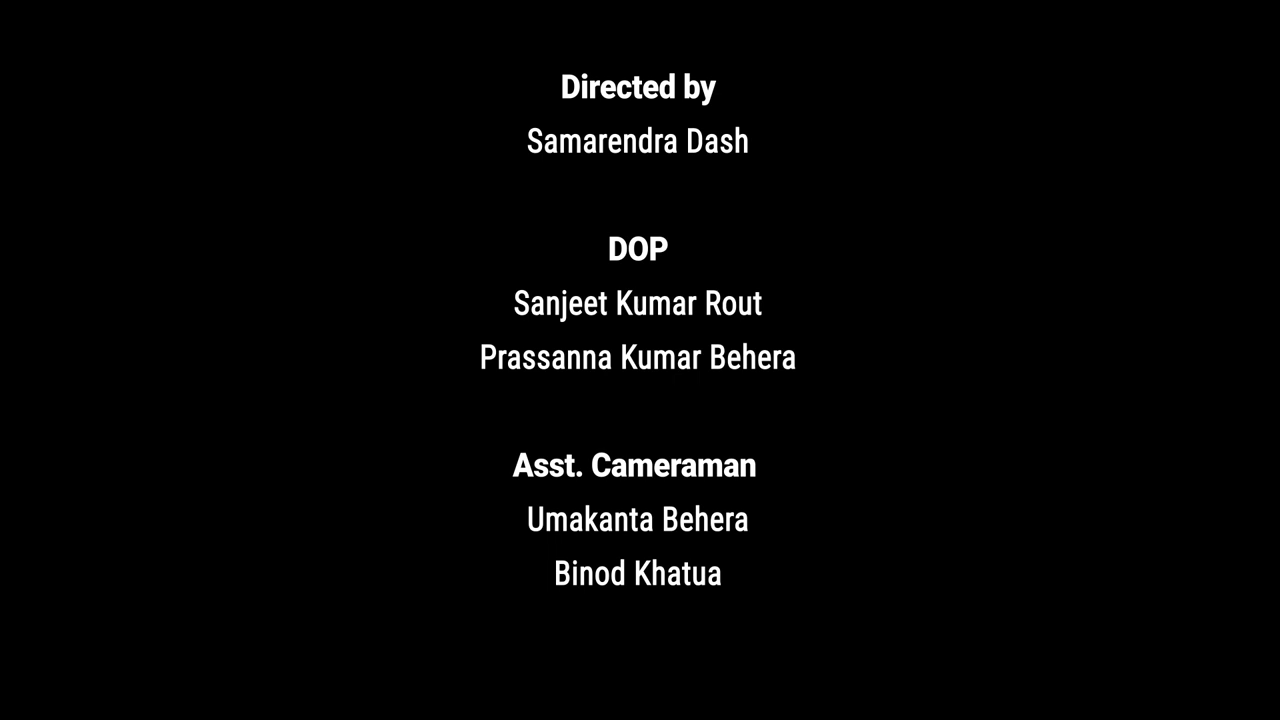 Directed by
Samarendra Dash
DOP
Sanjeet Kumar Rout
Prassanna Kumar Behera
Asst. Cameraman
Umakanta Behera
Binod Khatua